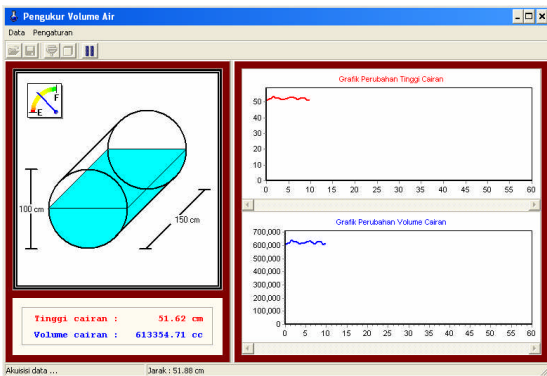 Pengukur Volume Air
Data Pengaturan
E F
100 cm
150 cm
Tinggi cairan : 51.62 cm
Volume cairan : 613354.71 cc
Grafik Perubahan Tinggi Cairan
50
40
30
20
10
0
0 5 10 15 20 25 30 35 40 45 50 55 60
Grafik Perubahan Volume Cairan
700,000
600,000
500,000
400,000
300,000
200,000
100,000
0
0 5 10 15 20 25 30 35 40 45 50 55 60
Akuisisi data ... Jarak : 51.88 cm